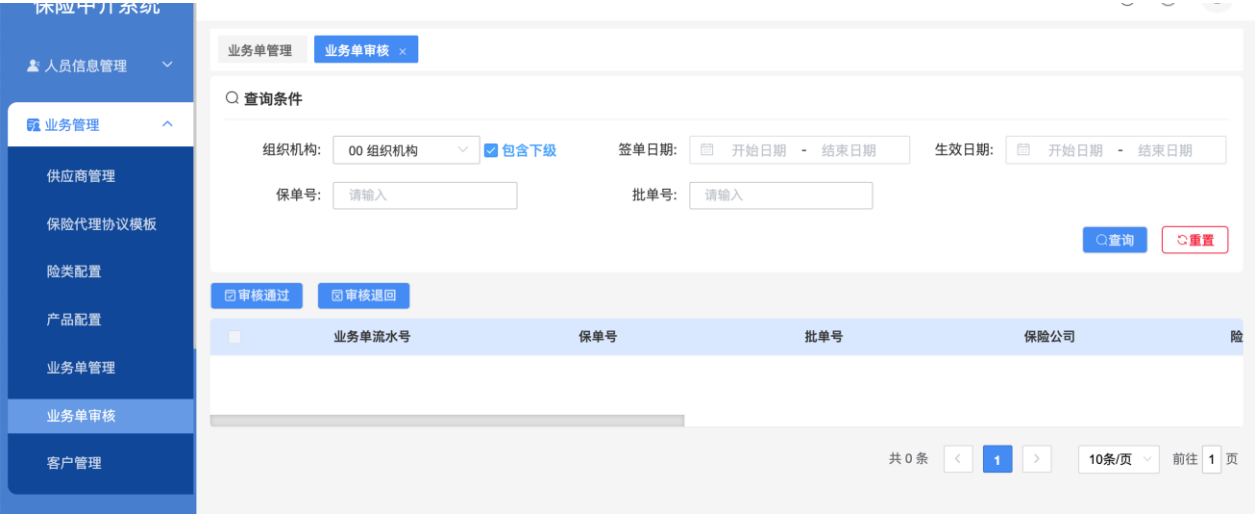 保险中介系统
人员信息管理
业务管理
供应商管理
保险代理协议模板
险类配置
产品配置
业务单管理
业务单审核
客户管理
业务单管理 业务单审核 ×
查询条件
组织机构: 00 组织机构 包含下级 签单日期: 开始日期 - 结束日期 生效日期: 开始日期 - 结束日期
保单号: 请输入 批单号: 请输入
查询 重置
审核通过 审核退回
业务单流水号 保单号 批单号 保险公司 险
共 0 条 < 1 > 10条/页 前往 1 页